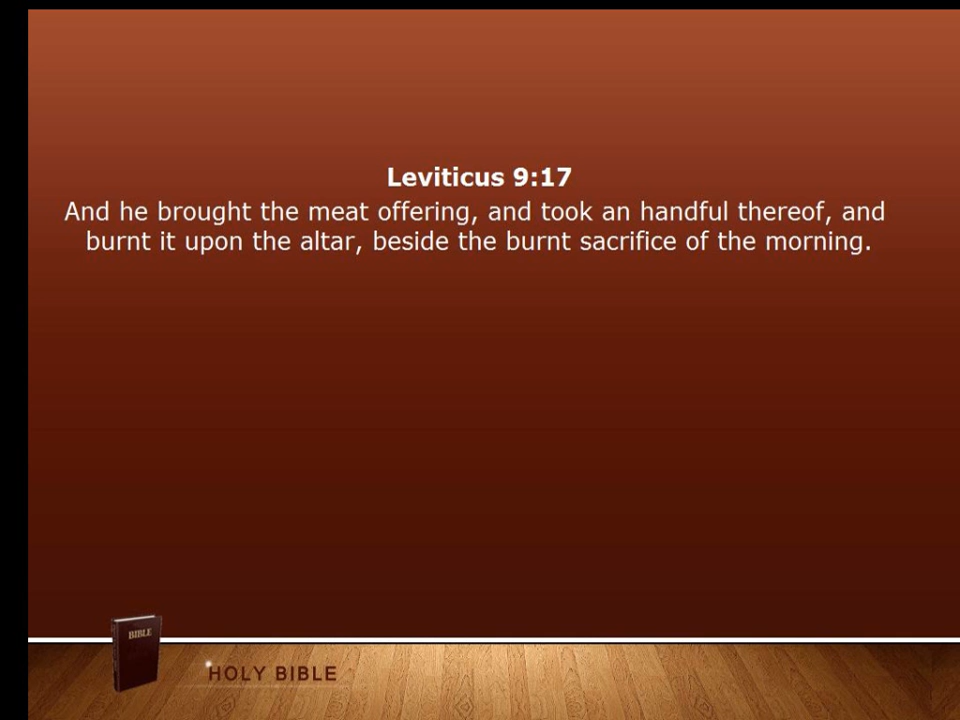 Leviticus 9:17
And he brought the meat offering, and took an handful thereof, and
burnt it upon the altar, beside the burnt sacrifice of the morning.
BIBLE
HOLY BIBLE